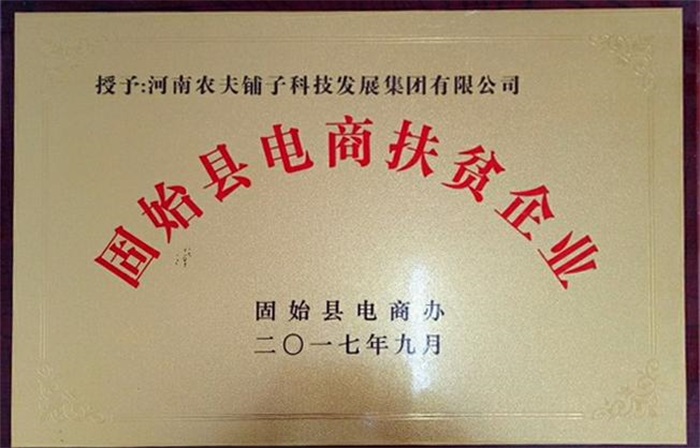 授予:河南农夫铺子科技发展集团有限公司
固始县电商扶贫企业
固始县电商办
二〇一七年九月